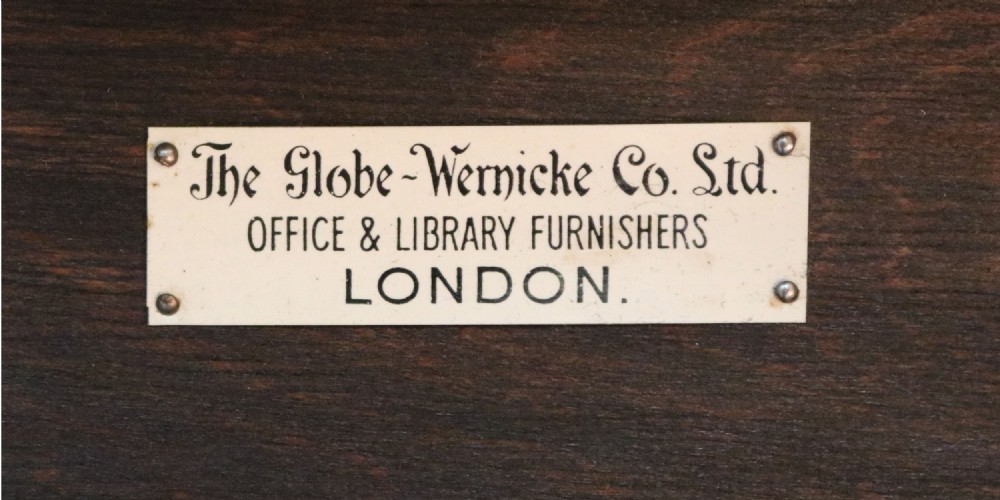 The Globe-Wernicke Co. Ltd.
OFFICE & LIBRARY FURNISHERS
LONDON.